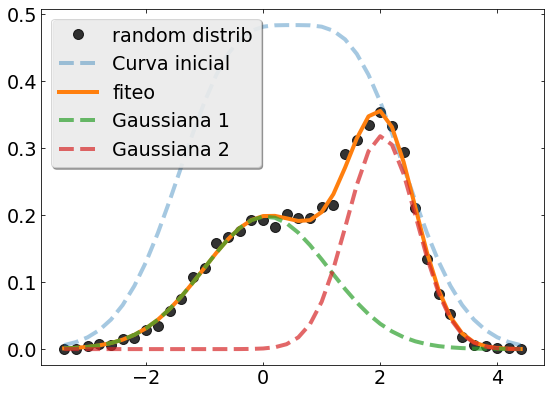 0.5
0.4
0.3
0.2
0.1
0.0
random distrib
Curva inicial
fiteo
Gaussiana 1
Gaussiana 2
−2 0 2 4